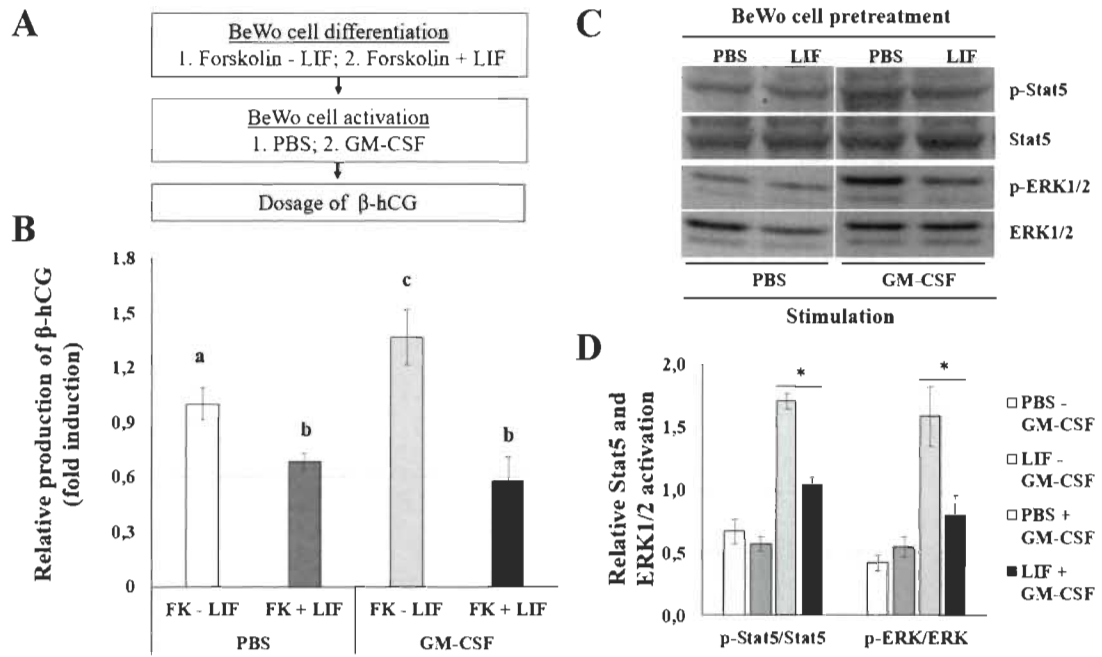 A
BeWo cell differentiation
1. Forskolin - LIF; 2. Forskolin + LIF
BeWo cell activation
1. PBS; 2. GM-CSF
Dosage of β-hCG
B
Relative production of β-hCG
(fold induction)
1.8
1.5
1.2
0.9
0.6
0.3
0
a
b
c
b
FK - LIF
FK + LIF
FK - LIF
FK + LIF
PBS
GM-CSF
C
BeWo cell pretreatment
PBS
LIF
PBS
LIF
p-Stat5
Stat5
p-ERK1/2
ERK1/2
PBS
GM-CSF
Stimulation
D
Relative Stat5 and
ERK1/2 activation
2,0
1,5
1,0
0,5
0,0
*
*
p-Stat5/Stat5
p-ERK/ERK
PBS -
GM-CSF
LIF -
GM-CSF
PBS +
GM-CSF
LIF +
GM-CSF